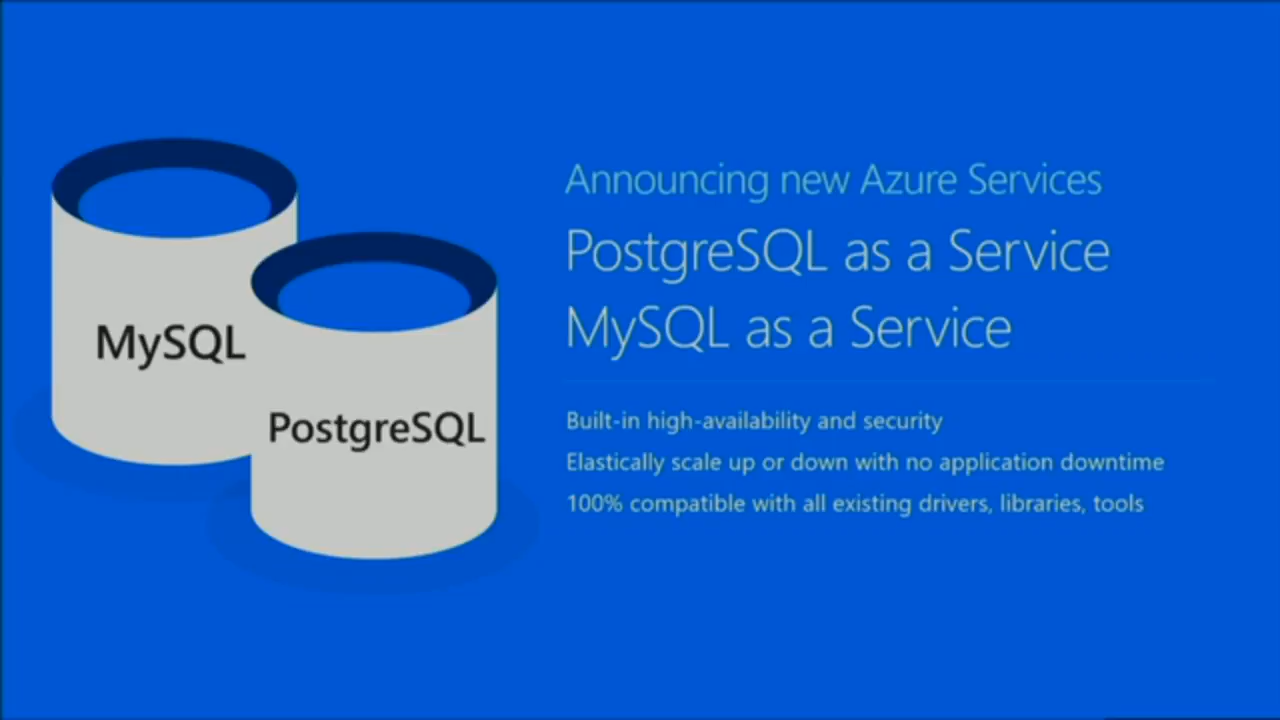 MySQL
PostgreSQL
Announcing new Azure Services
PostgreSQL as a Service
MySQL as a Service
Built-in high-availability and security
Elastically scale up or down with no application downtime
100% compatible with all existing drivers, libraries, tools